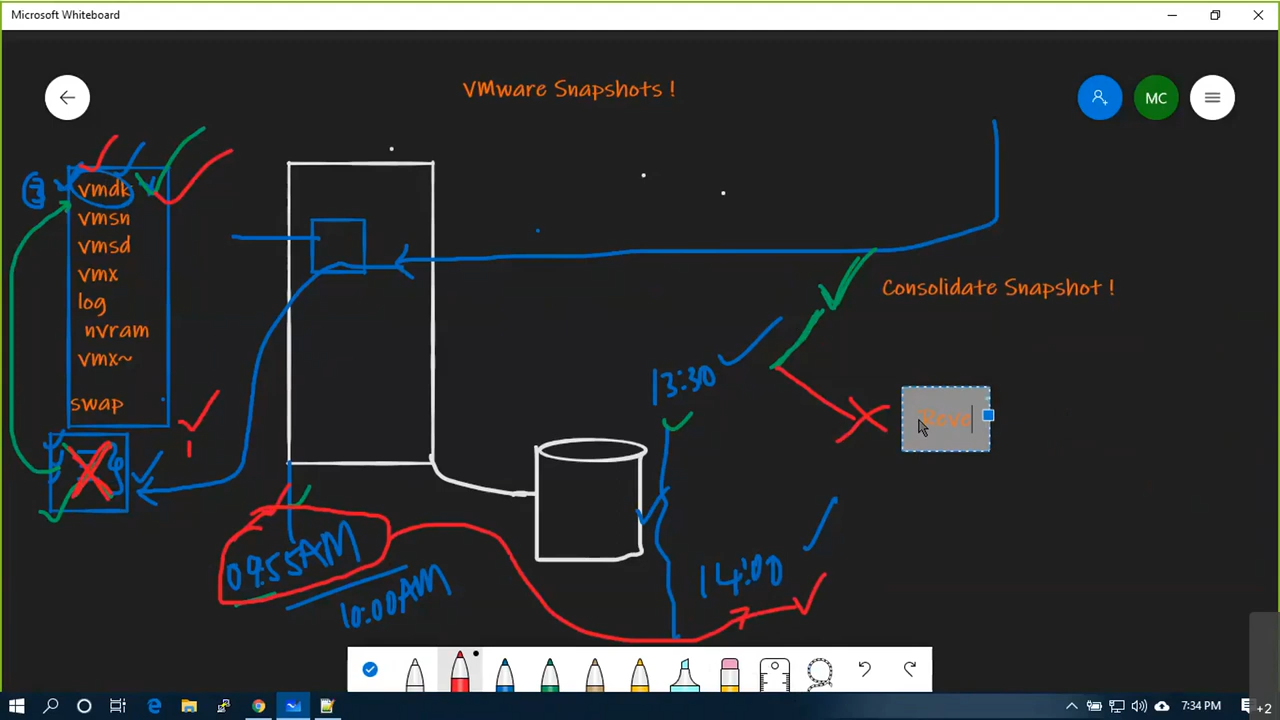 Microsoft Whiteboard
VMware Snapshots !
MC
vmdk
vmsn
vmsd
vmx
log
nvram
vmx~
swap
Consolidate Snapshot !
13:30
09:55AM
10:00AM
14:00
7:34 PM
+2